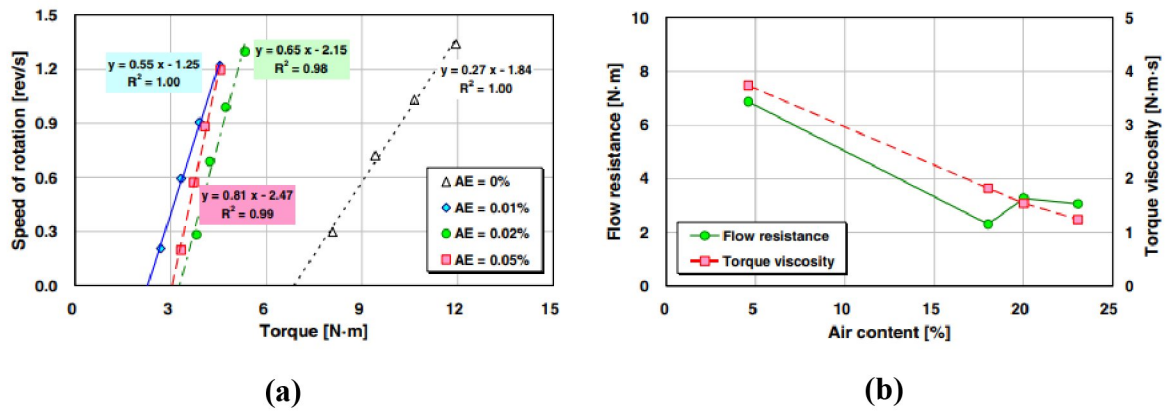 1.5
1.2
0.9
0.6
0.3
0.0
Speed of rotation [rev/s]
y = 0.55 x - 1.25
R² = 1.00
y = 0.65 x - 2.15
R² = 0.98
y = 0.27 x - 1.84
R² = 1.00
y = 0.81 x - 2.47
R² = 0.99
AE = 0%
AE = 0.01%
AE = 0.02%
AE = 0.05%
0 3 6 9 12 15
Torque [N·m]
(a)
10
8
6
4
2
0
Flow resistance [N·m]
Flow resistance
Torque viscosity
5
4
3
2
1
0
Torque viscosity [N·m·s]
0 5 10 15 20 25
Air content [%]
(b)